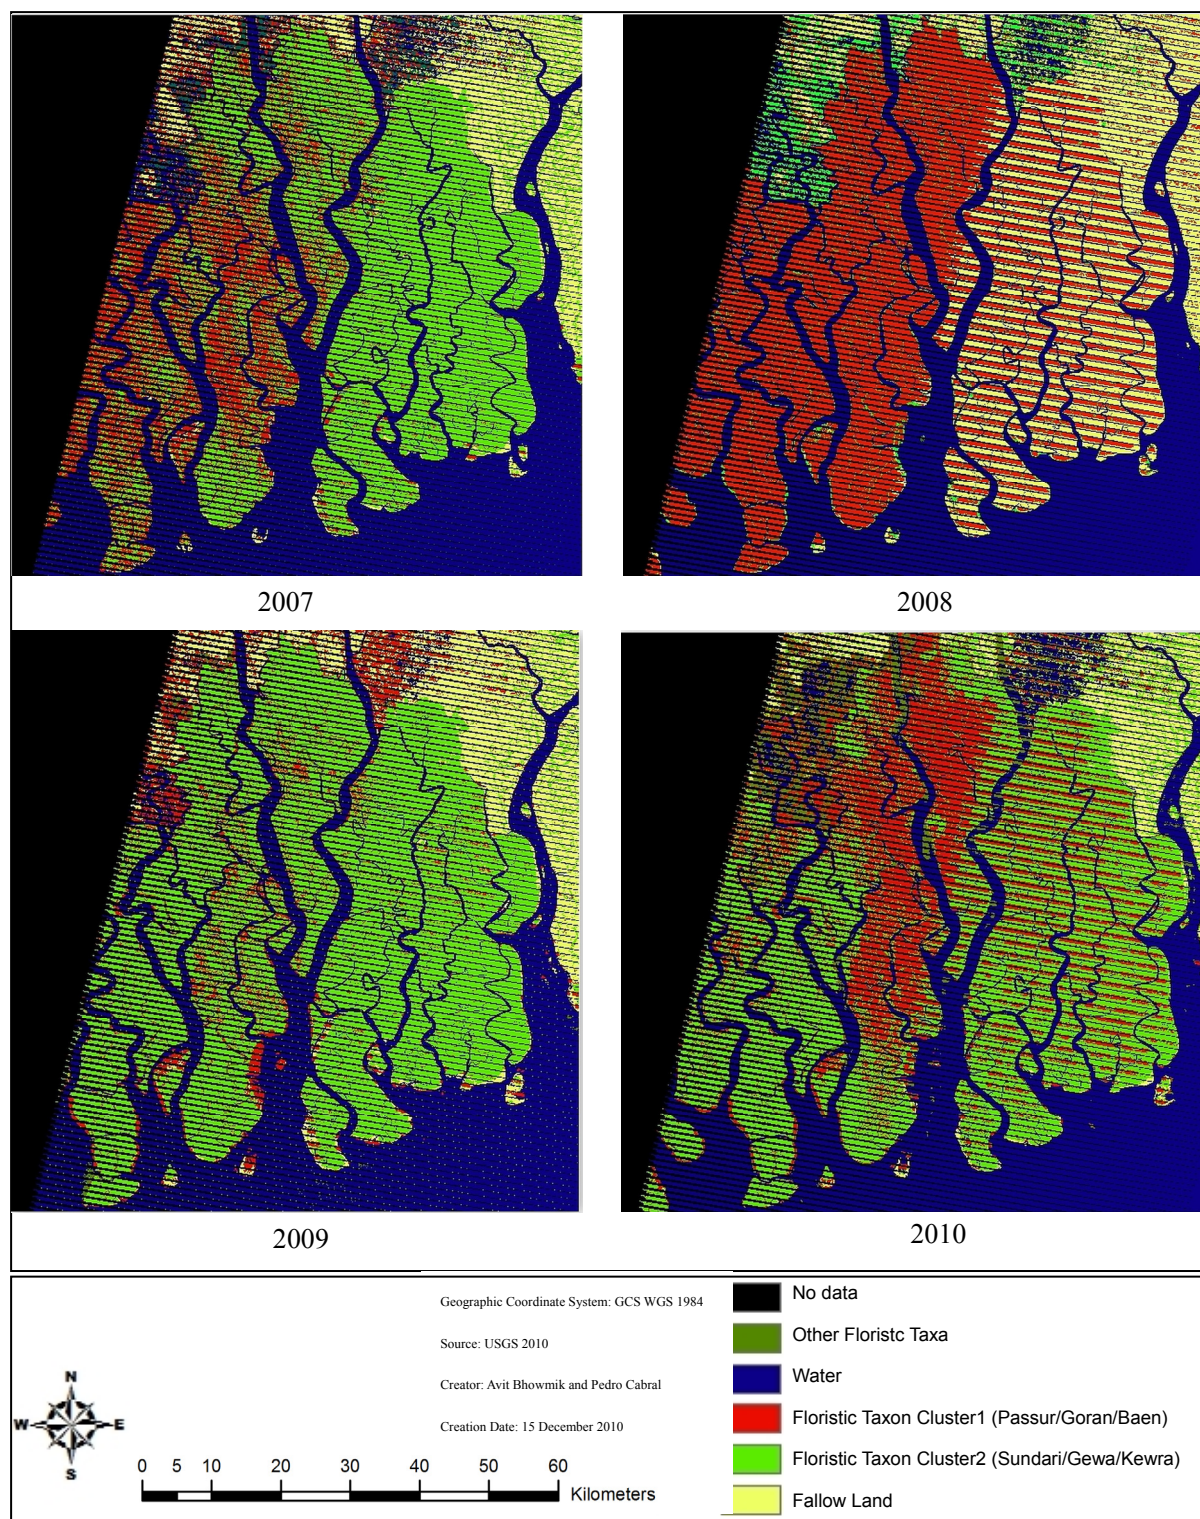 2007
2008
2009
2010
Geographic Coordinate System: GCS WGS 1984
Source: USGS 2010
Creator: Avit Bhowmik and Pedro Cabral
Creation Date: 15 December 2010
N
W E
S
0 5 10 20 30 40 50 60
Kilometers
No data
Other Floristc Taxa
Water
Floristic Taxon Cluster1 (Passur/Goran/Baen)
Floristic Taxon Cluster2 (Sundari/Gewa/Kewra)
Fallow Land